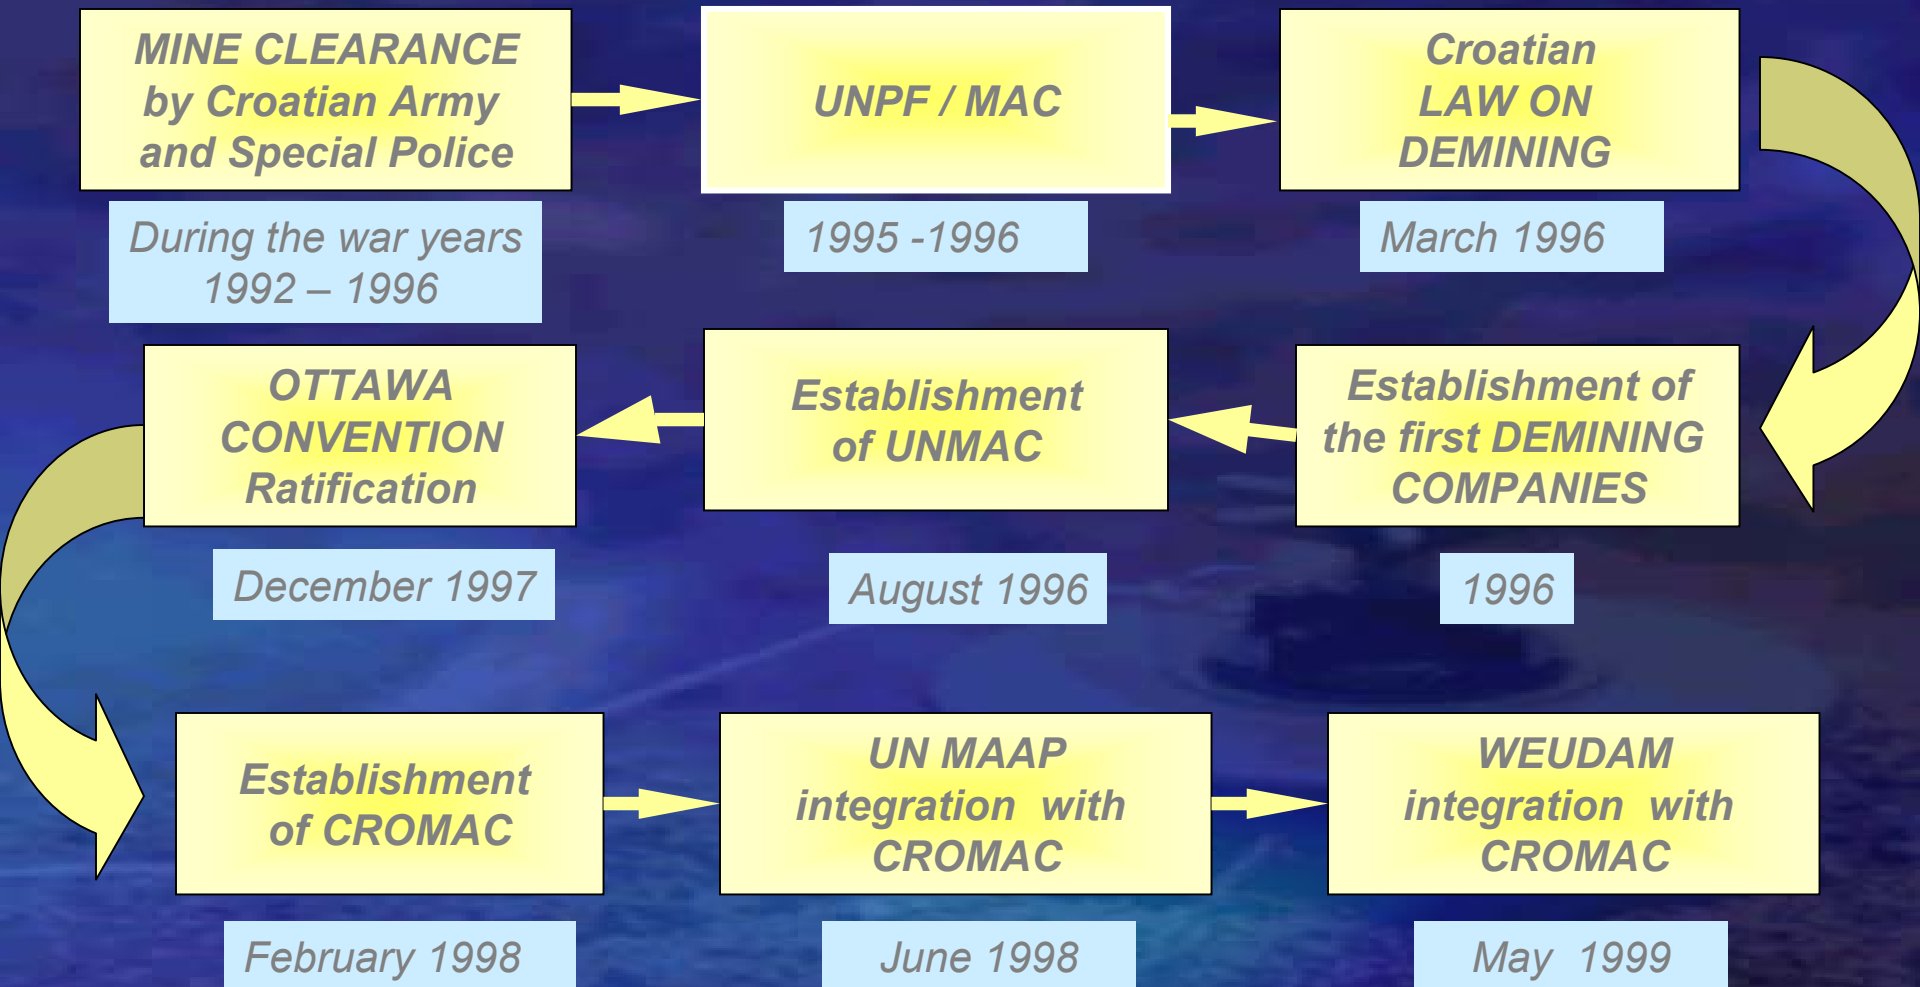 MINE CLEARANCE
by Croatian Army
and Special Police
During the war years
1992 – 1996
UNPF / MAC
1995 -1996
Croatian
LAW ON
DEMINING
March 1996
Establishment of
the first DEMINING
COMPANIES
1996
Establishment
of UNMAC
August 1996
OTTAWA
CONVENTION
Ratification
December 1997
Establishment
of CROMAC
February 1998
UN MAAP
integration with
CROMAC
June 1998
WEUDAM
integration with
CROMAC
May 1999